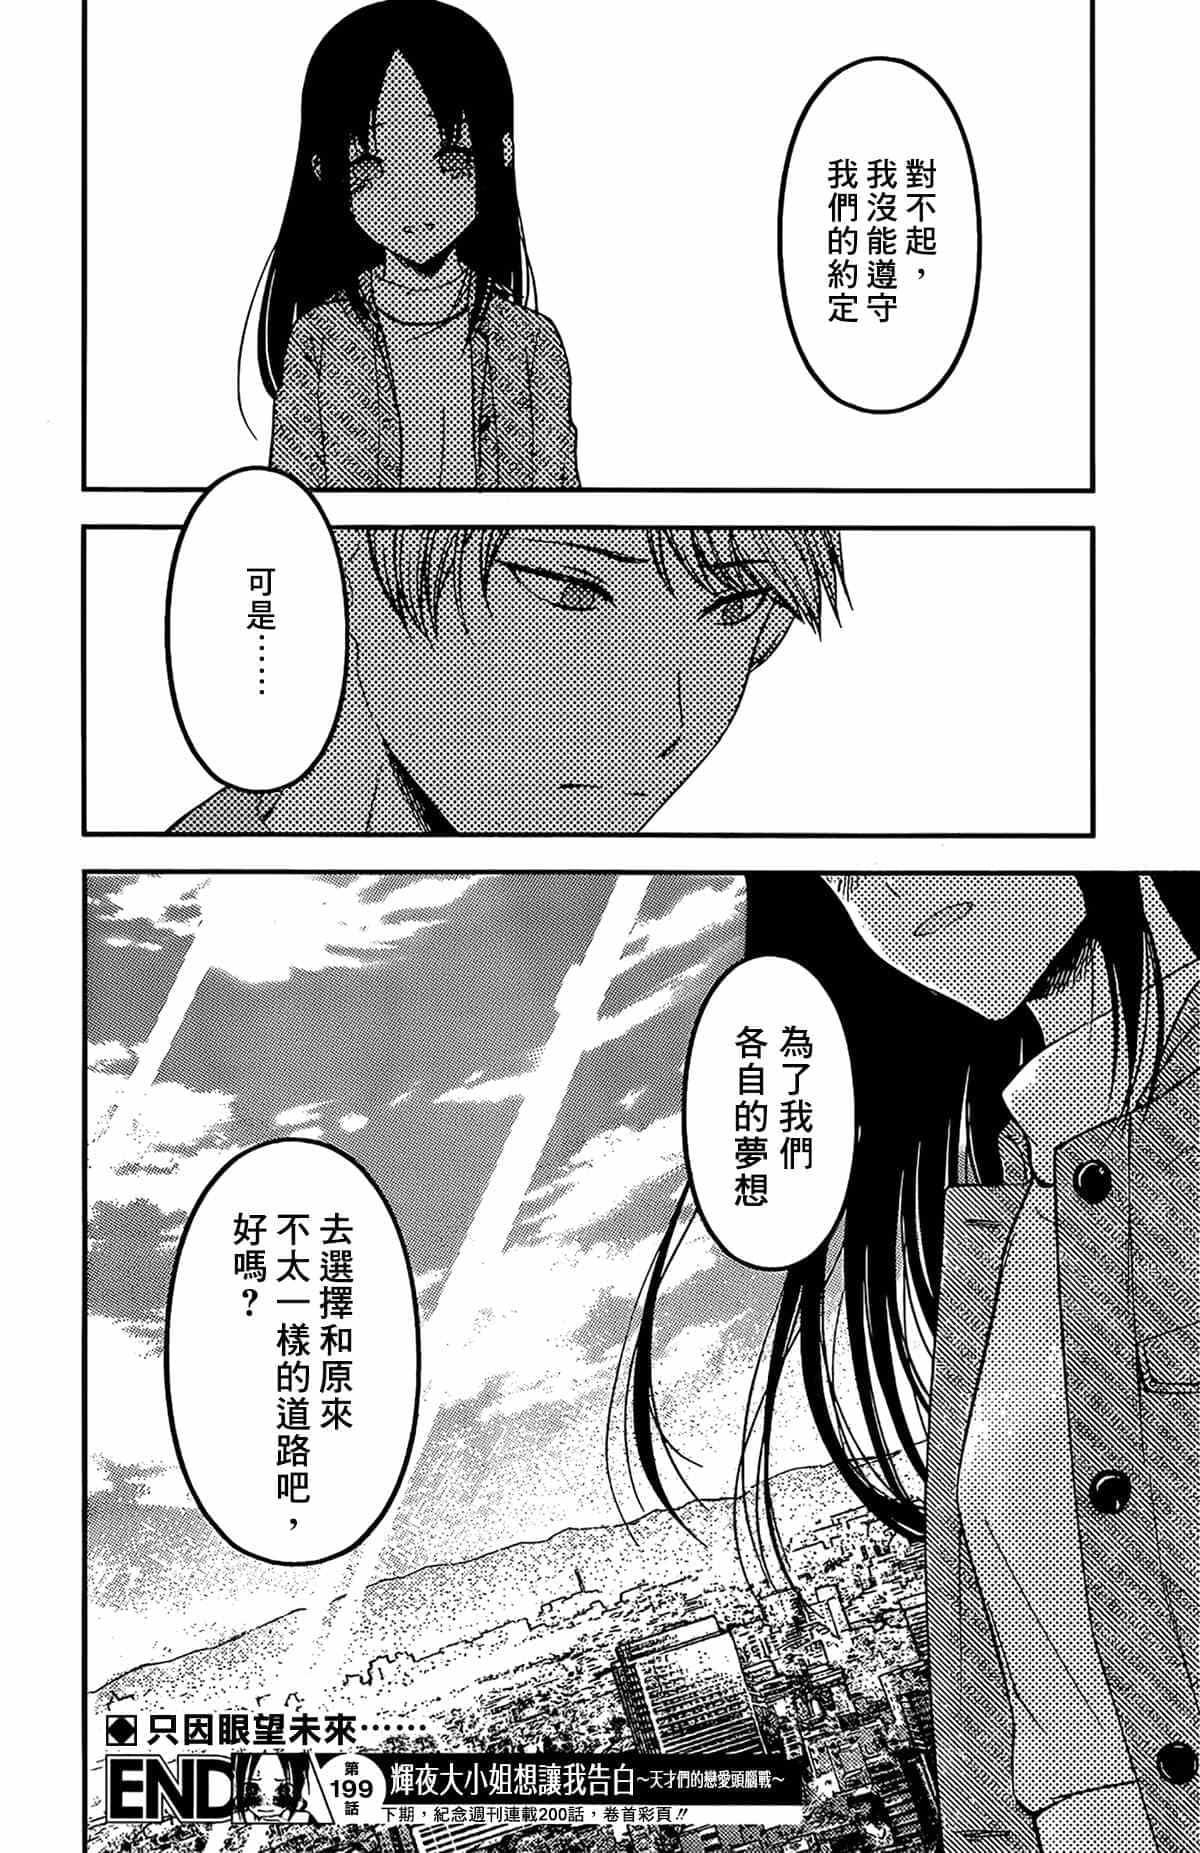 對不起，
我沒能遵守
我們的約定
可是……
為了我們
各自的夢想
去選擇和原來
不太一樣的道路吧，
好嗎？
只因眼望未來……
END
第
199
話
輝夜大小姐想讓我告白～天才們的戀愛頭腦戰～
下期，紀念週刊連載200話，卷首彩頁！！